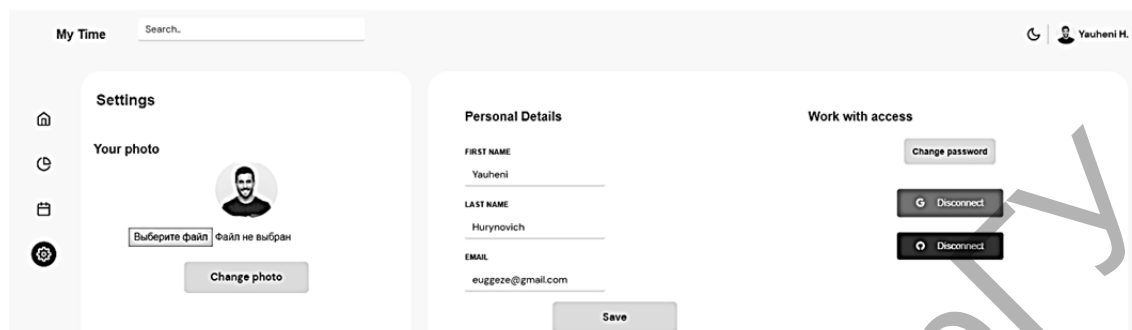 My Time
Search..
Yauheni H.
Settings
Your photo
Выберите файл Файл не выбран
Change photo
Personal Details
FIRST NAME
Yauheni
LAST NAME
Hurynovich
EMAIL
euggeze@gmail.com
Save
Work with access
Change password
Disconnect
Disconnect